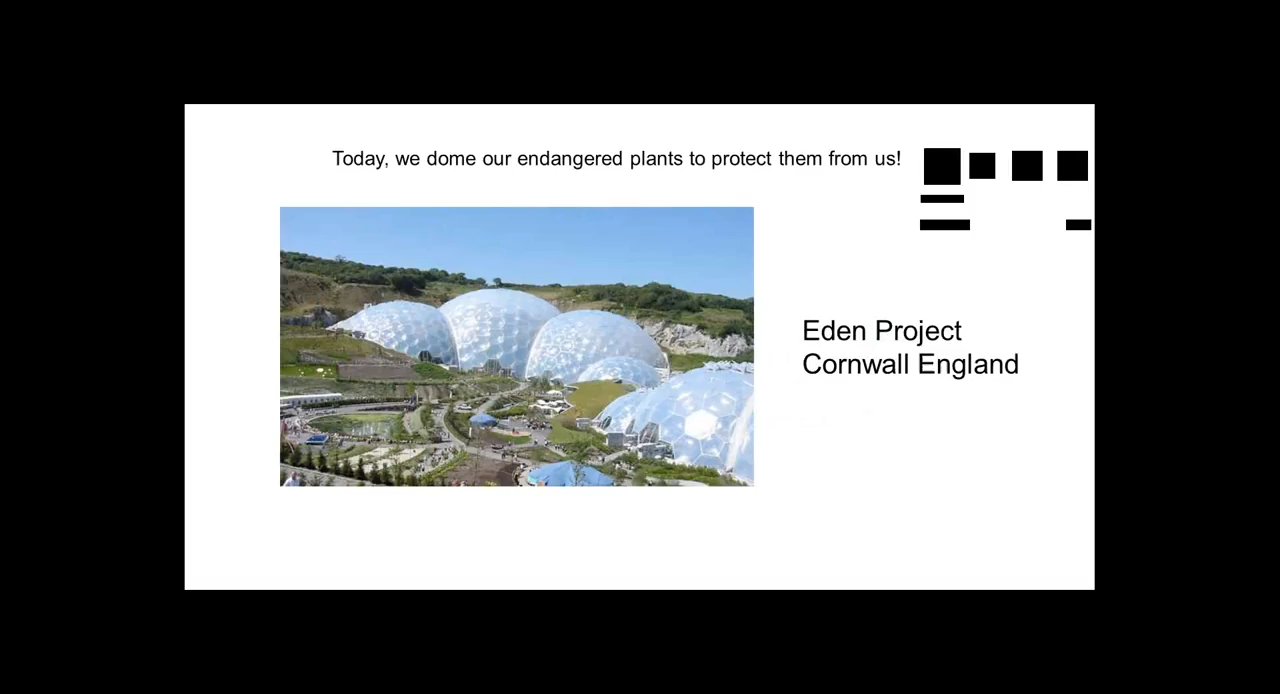 Today, we dome our endangered plants to protect them from us!
Eden Project
Cornwall England